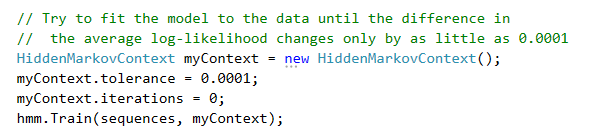 // Try to fit the model to the data until the difference in
//  the average log-likelihood changes only by as little as 0.0001
HiddenMarkovContext myContext = new HiddenMarkovContext();
myContext.tolerance = 0.0001;
myContext.iterations = 0;
hmm.Train(sequences, myContext);